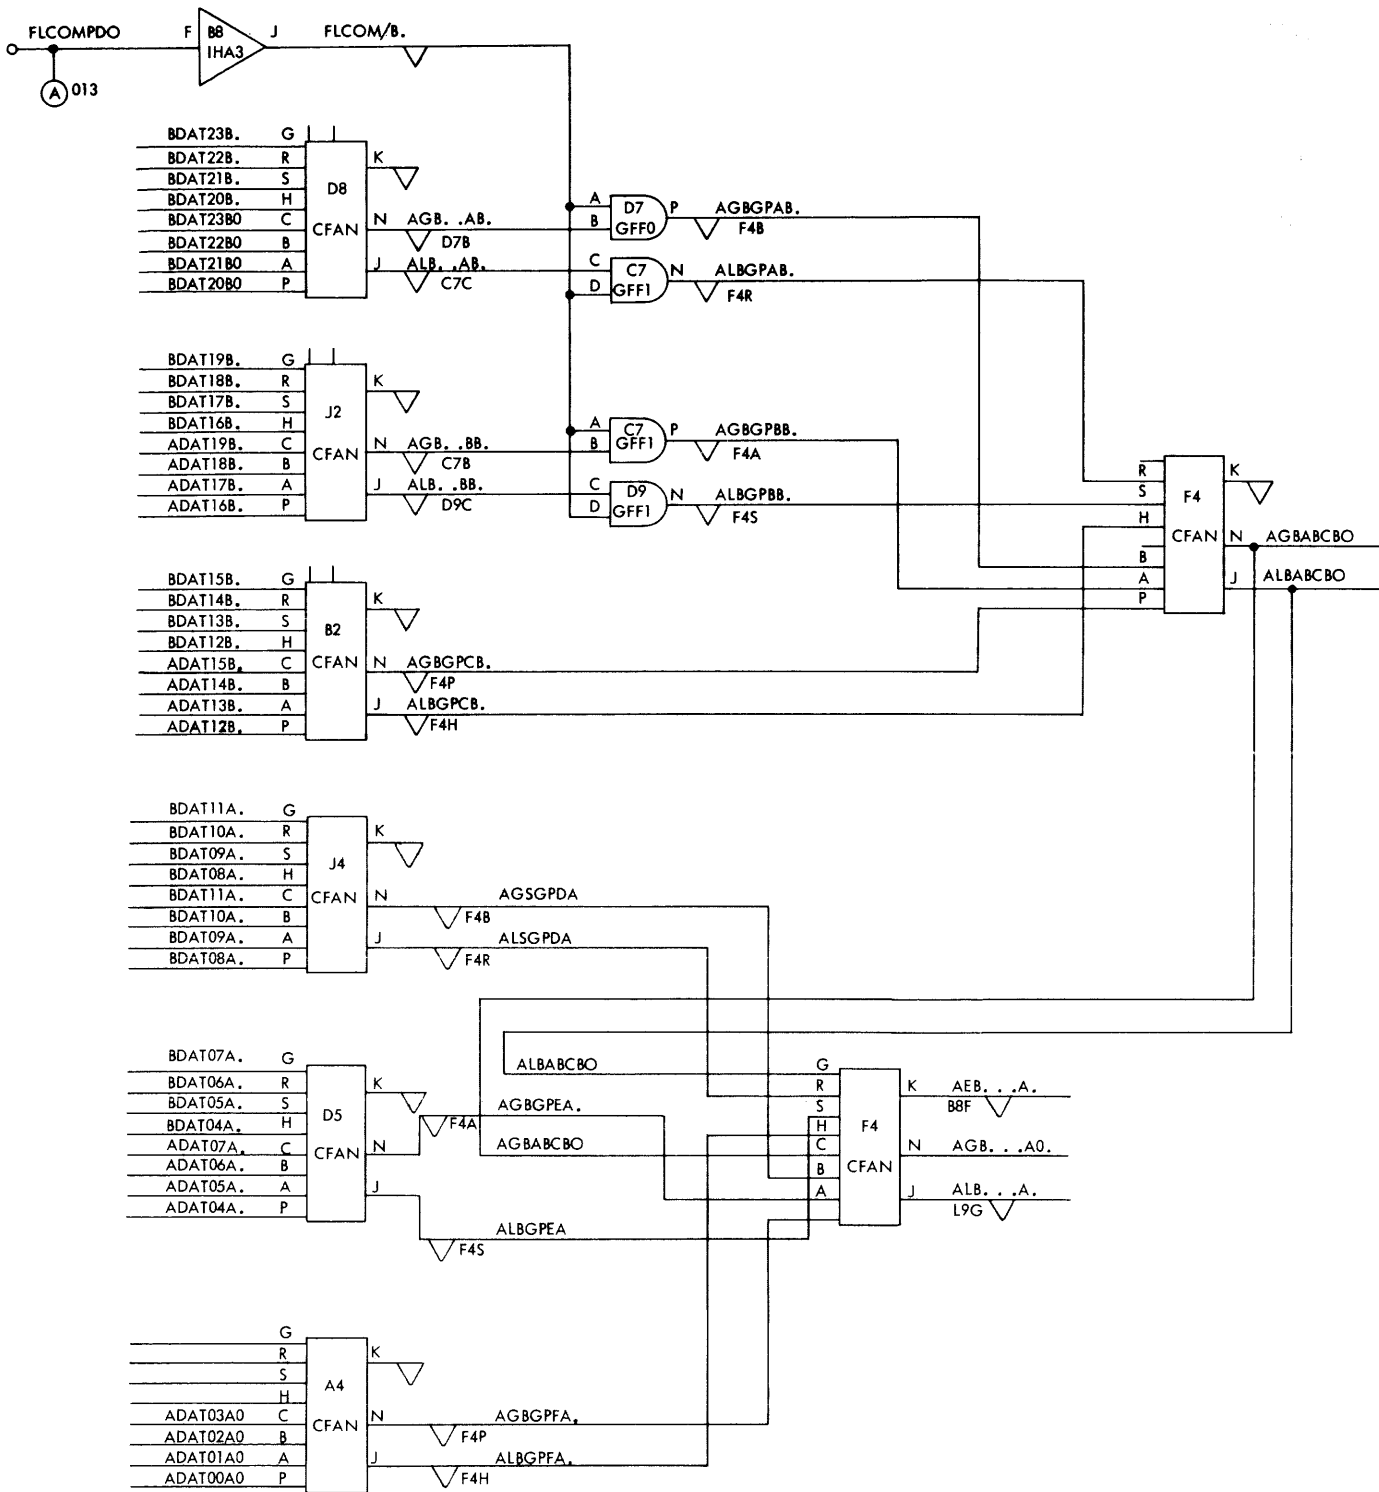 FLCOMPDO F B8 J FLCOM/B.
IHA3
A 013
BDAT23B. G
BDAT22B. R K
BDAT21B. S D8
BDAT20B. H
BDAT23B0 C CFAN N AGB. .AB.
D7B
BDAT22B0 B
BDAT21B0 A J ALB. .AB.
C7C
BDAT20B0 P
A D7 P AGBGPAB.
B GFF0 F4B
C C7 N ALBGPAB.
D GFF1 F4R
BDAT19B. G
BDAT18B. R K
BDAT17B. S J2
BDAT16B. H
ADAT19B. C CFAN N AGB. .BB.
C7B
ADAT18B. B
ADAT17B. A J ALB. .BB.
D9C
ADAT16B. P
A C7 P AGBGPBB.
B GFF1 F4A
C D9 N ALBGPBB.
D GFF1 F4S
BDAT15B. G
BDAT14B. R K
BDAT13B. S B2
BDAT12B. H
ADAT15B. C CFAN N AGBGPCB.
F4P
ADAT14B. B
ADAT13B. A J ALBGPCB.
F4H
ADAT12B. P
R K
S F4
H CFAN N AGBABCBO
B J ALBABCBO
A
P
BDAT11A. G
BDAT10A. R K
BDAT09A. S J4
BDAT08A. H
BDAT11A. C CFAN N AGSGPDA
F4B
BDAT10A. B
BDAT09A. A J ALSGPDA
F4R
BDAT08A. P
BDAT07A. G
BDAT06A. R K
BDAT05A. S D5
BDAT04A. H
ADAT07A. C CFAN N F4A AGBGPEA.
ADAT06A. B
ADAT05A. A J ALBGPEA
F4S
ADAT04A. P
ALBABCBO G
R K AEB. . .A.
B8F
S F4
H
AGBABCBO C CFAN N AGB. . .A0.
B
A J ALB. . .A.
L9G
G
R K
S A4
H
ADAT03A0 C CFAN N AGBGPFA.
F4P
ADAT02A0 B
ADAT01A0 A J ALBGPFA.
F4H
ADAT00A0 P